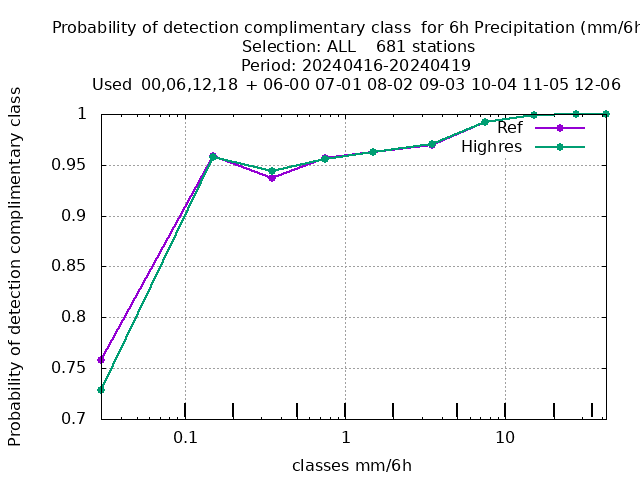 Probability of detection complimentary class  for 6h Precipitation (mm/6h
Selection: ALL    681 stations
Period: 20240416-20240419
Used  00,06,12,18  + 06-00 07-01 08-02 09-03 10-04 11-05 12-06
Probability of detection complimentary class
1
0.95
0.9
0.85
0.8
0.75
0.7
Ref
Highres
0.1 1 10
classes mm/6h